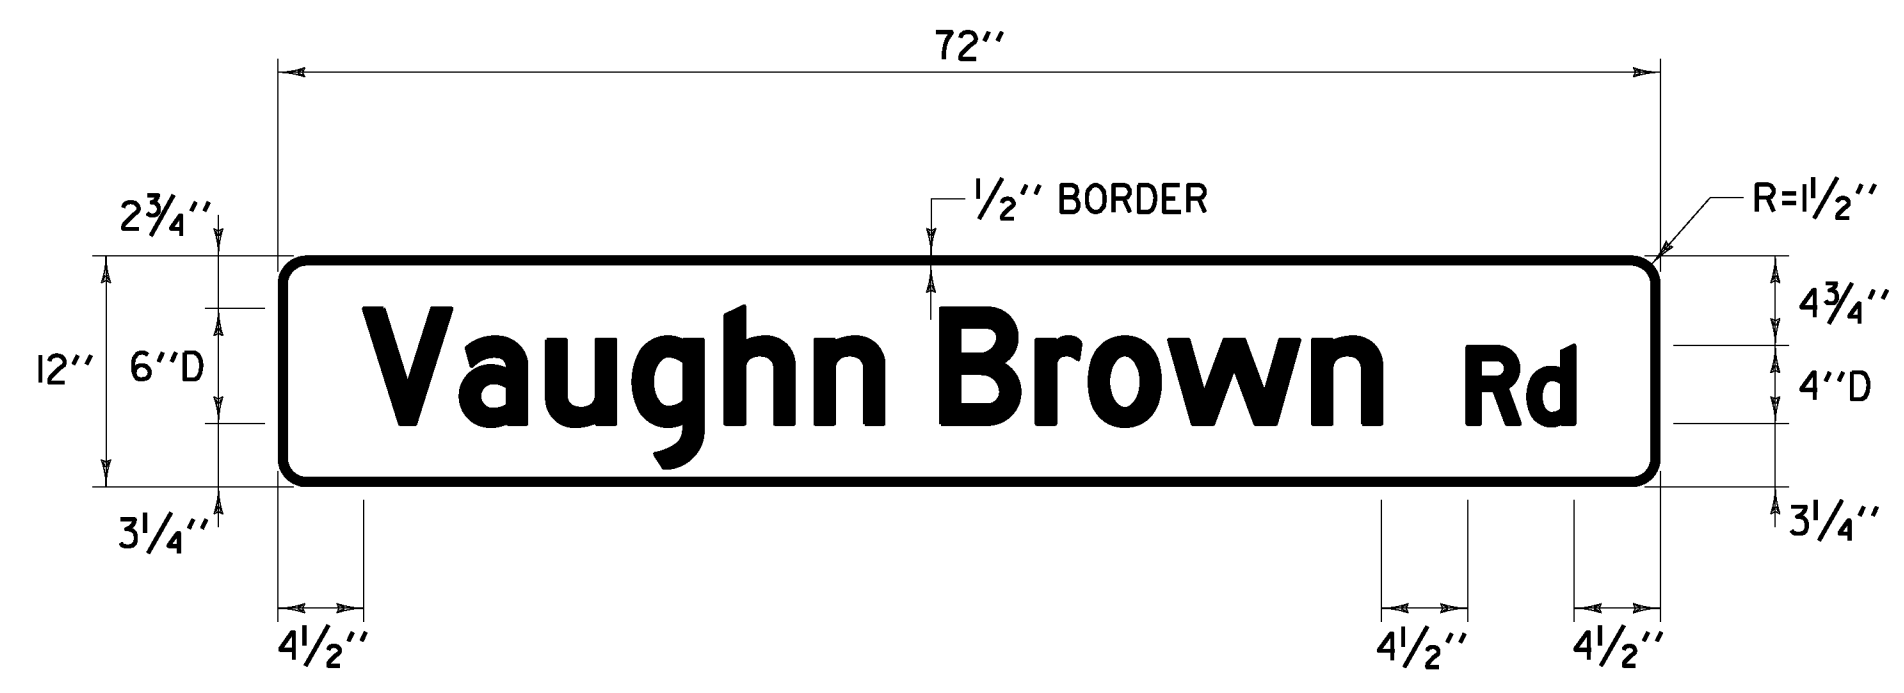 72''
2 3/4''
1/2'' BORDER
R=1 1/2''
12''
6''D
Vaughn Brown Rd
4 3/4''
4''D
3 1/4''
3 1/4''
4 1/2''
4 1/2''
4 1/2''